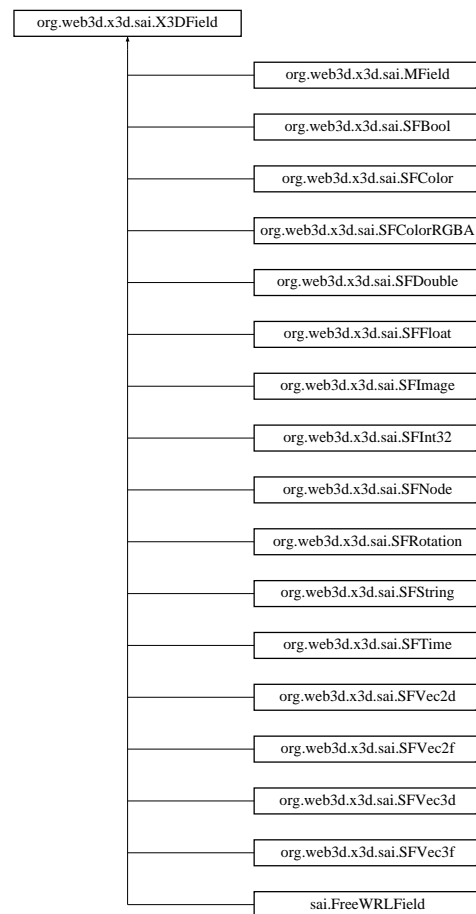 org.web3d.x3d.sai.X3DField
org.web3d.x3d.sai.MField
org.web3d.x3d.sai.SFBool
org.web3d.x3d.sai.SFColor
org.web3d.x3d.sai.SFColorRGBA
org.web3d.x3d.sai.SFDouble
org.web3d.x3d.sai.SFFloat
org.web3d.x3d.sai.SFImage
org.web3d.x3d.sai.SFInt32
org.web3d.x3d.sai.SFNode
org.web3d.x3d.sai.SFRotation
org.web3d.x3d.sai.SFString
org.web3d.x3d.sai.SFTime
org.web3d.x3d.sai.SFVec2d
org.web3d.x3d.sai.SFVec2f
org.web3d.x3d.sai.SFVec3d
org.web3d.x3d.sai.SFVec3f
sai.FreeWRLField